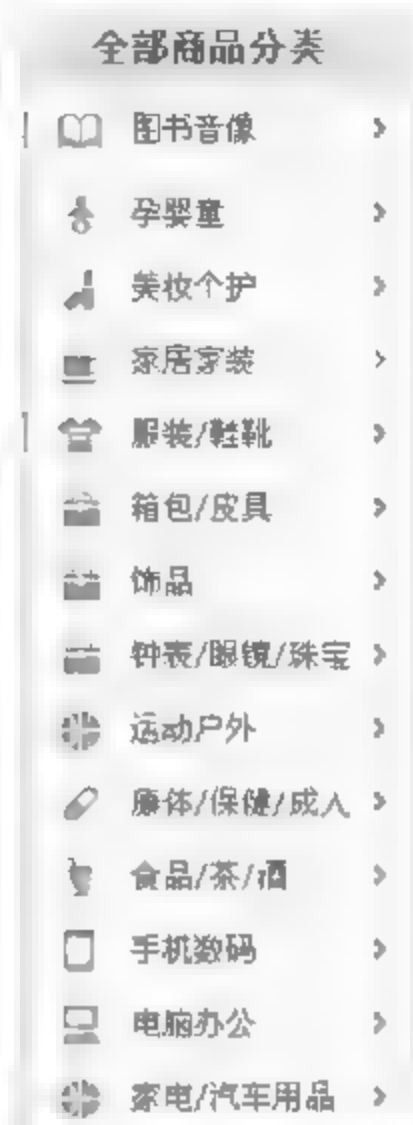 全部商品分类
图书音像
孕婴童
美妆个护
家居家装
服装/鞋靴
箱包/皮具
饰品
钟表/眼镜/珠宝
运动户外
康体/保健/成人
食品/茶/酒
手机数码
电脑办公
家电/汽车用品